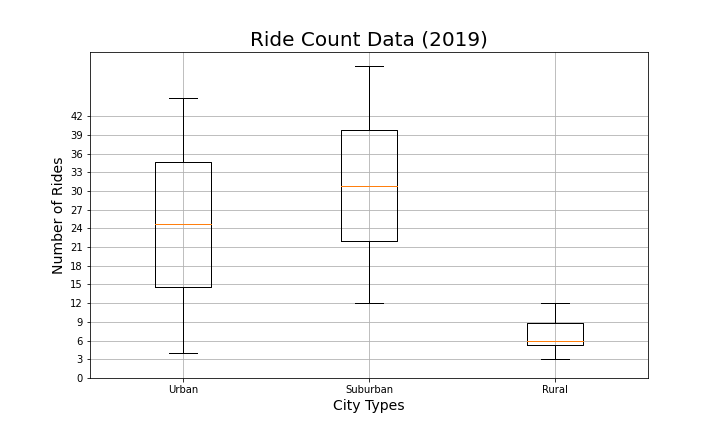 Ride Count Data (2019)
Number of Rides
42
39
36
33
30
27
24
21
18
15
12
9
6
3
0
Urban
Suburban
Rural
City Types